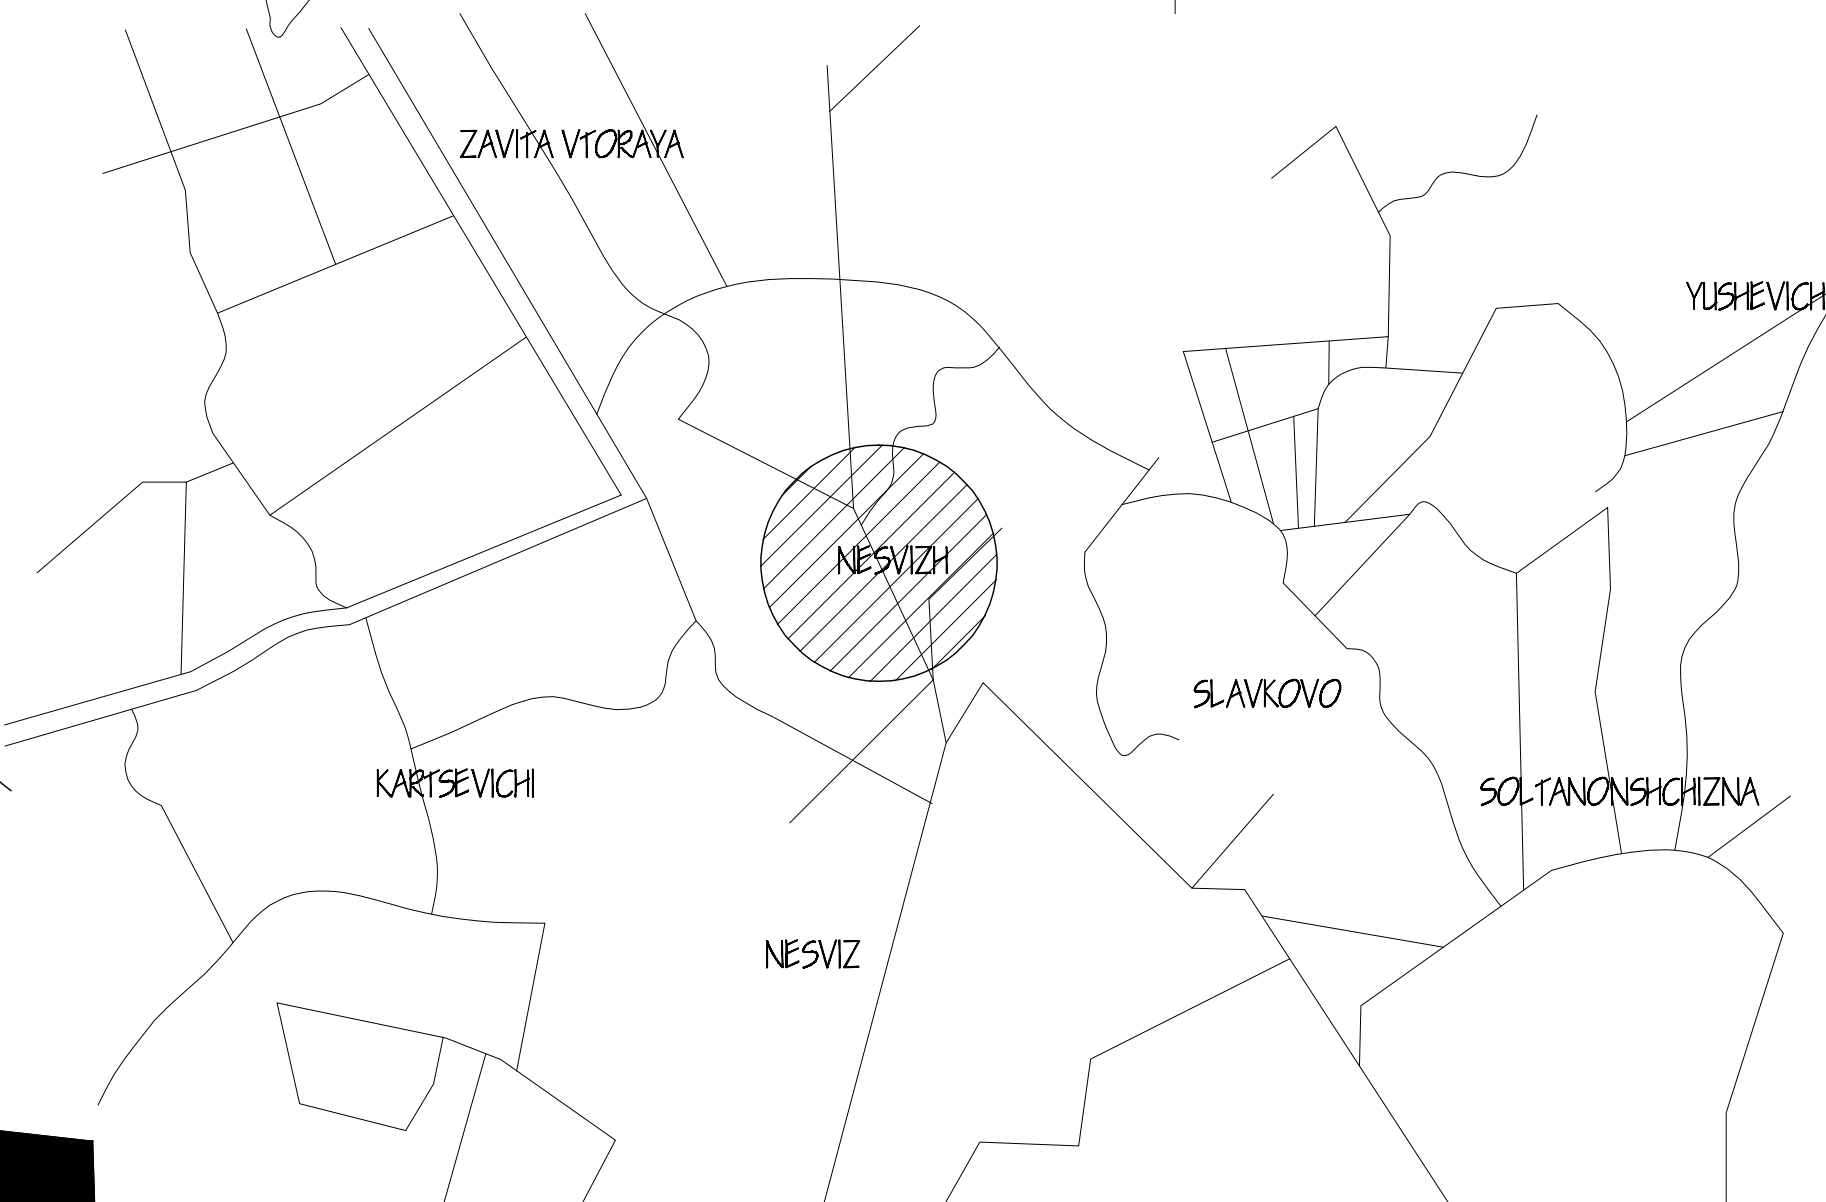 ZAVITA VTORAYA
YUSHEVICH
NESVIZH
SLAVKOVO
KARTSEVICHI
SOLTANONSHCHIZNA
NESVIZ